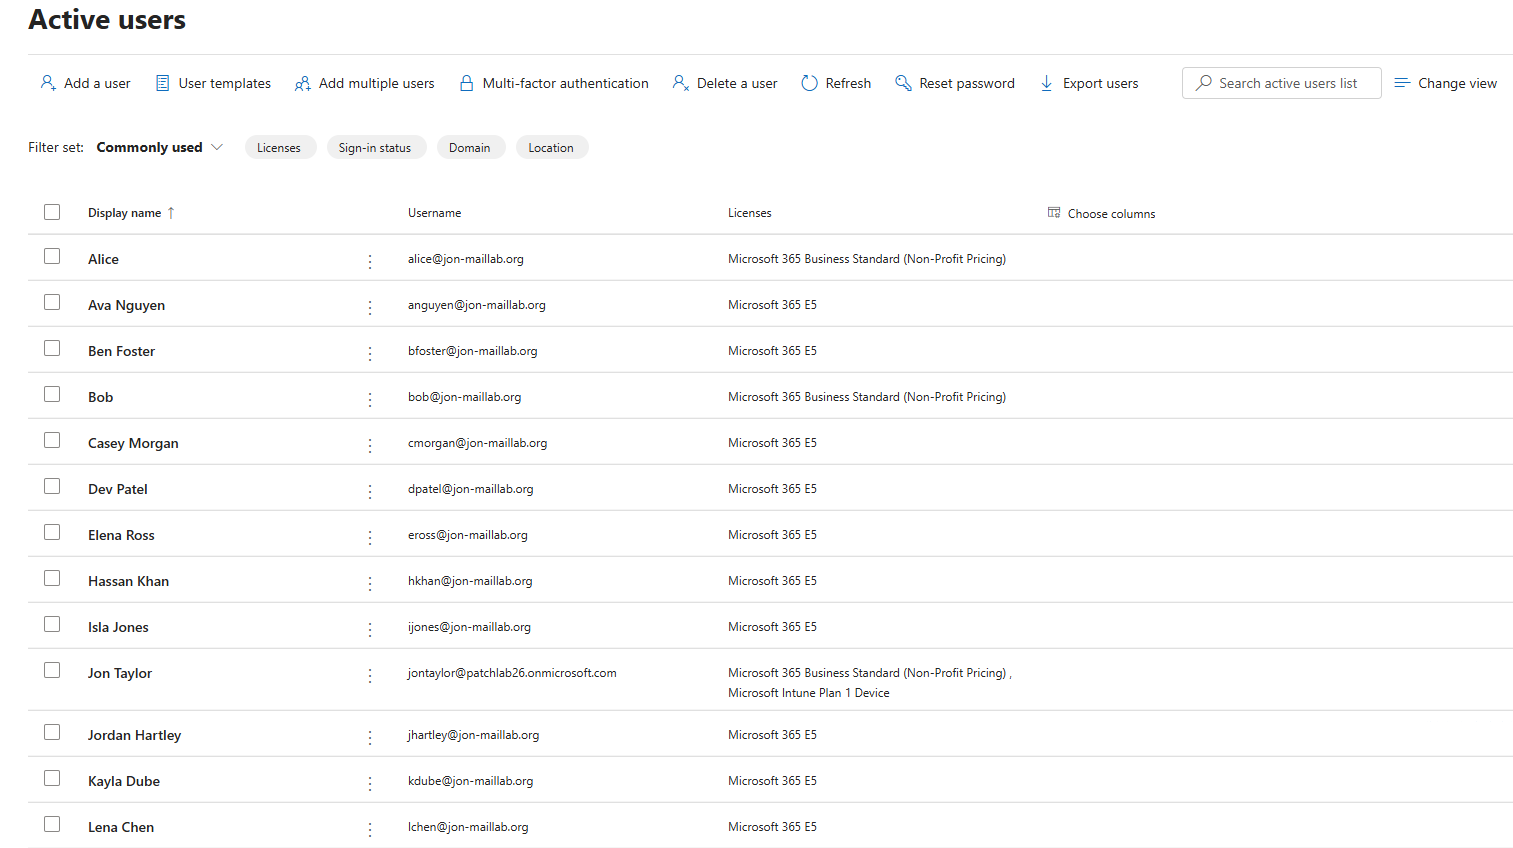 Active users
Add a user User templates Add multiple users Multi-factor authentication Delete a user Refresh Reset password Export users Search active users list Change view
Filter set: Commonly used Licenses Sign-in status Domain Location
Display name ↑ Username Licenses Choose columns
Alice alice@jon-maillab.org Microsoft 365 Business Standard (Non-Profit Pricing)
Ava Nguyen anguyen@jon-maillab.org Microsoft 365 E5
Ben Foster bfoster@jon-maillab.org Microsoft 365 E5
Bob bob@jon-maillab.org Microsoft 365 Business Standard (Non-Profit Pricing)
Casey Morgan cmorgan@jon-maillab.org Microsoft 365 E5
Dev Patel dpatel@jon-maillab.org Microsoft 365 E5
Elena Ross eross@jon-maillab.org Microsoft 365 E5
Hassan Khan hkhan@jon-maillab.org Microsoft 365 E5
Isla Jones ijones@jon-maillab.org Microsoft 365 E5
Jon Taylor jontaylor@patchlab26.onmicrosoft.com Microsoft 365 Business Standard (Non-Profit Pricing) ,
Microsoft Intune Plan 1 Device
Jordan Hartley jhartley@jon-maillab.org Microsoft 365 E5
Kayla Dube kdube@jon-maillab.org Microsoft 365 E5
Lena Chen lchen@jon-maillab.org Microsoft 365 E5